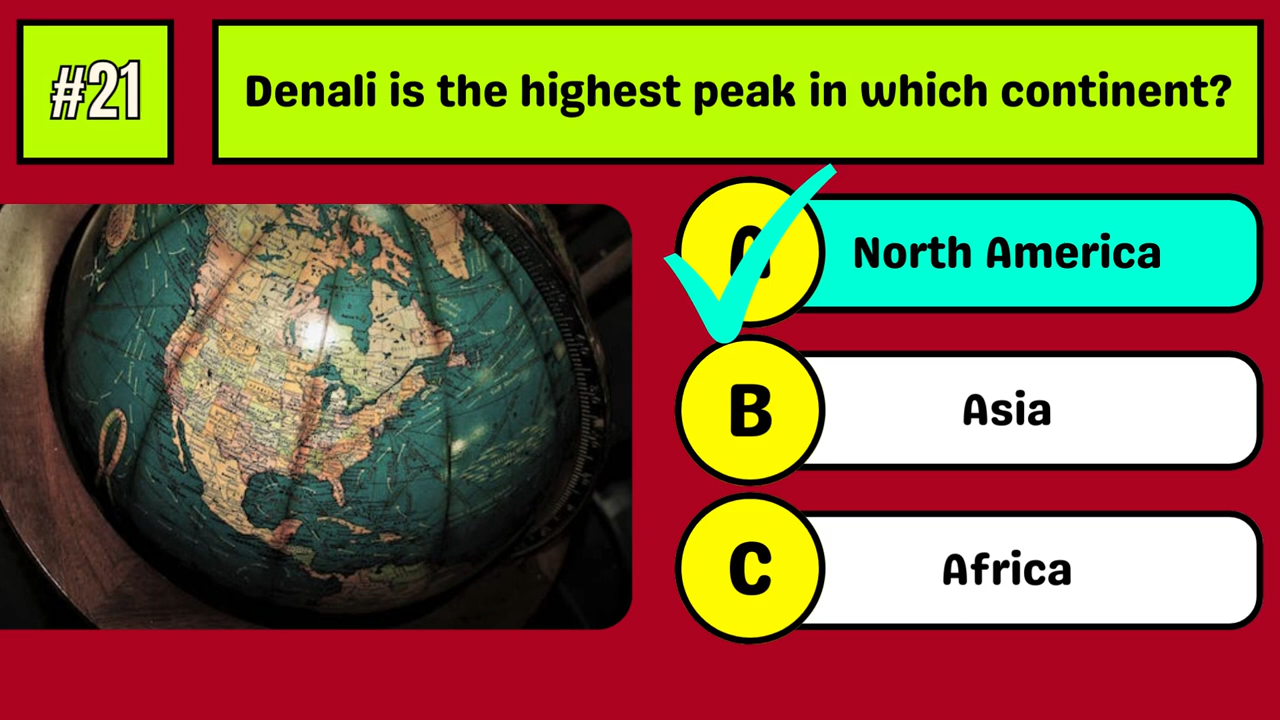 #21
Denali is the highest peak in which continent?
A
North America
B
Asia
C
Africa